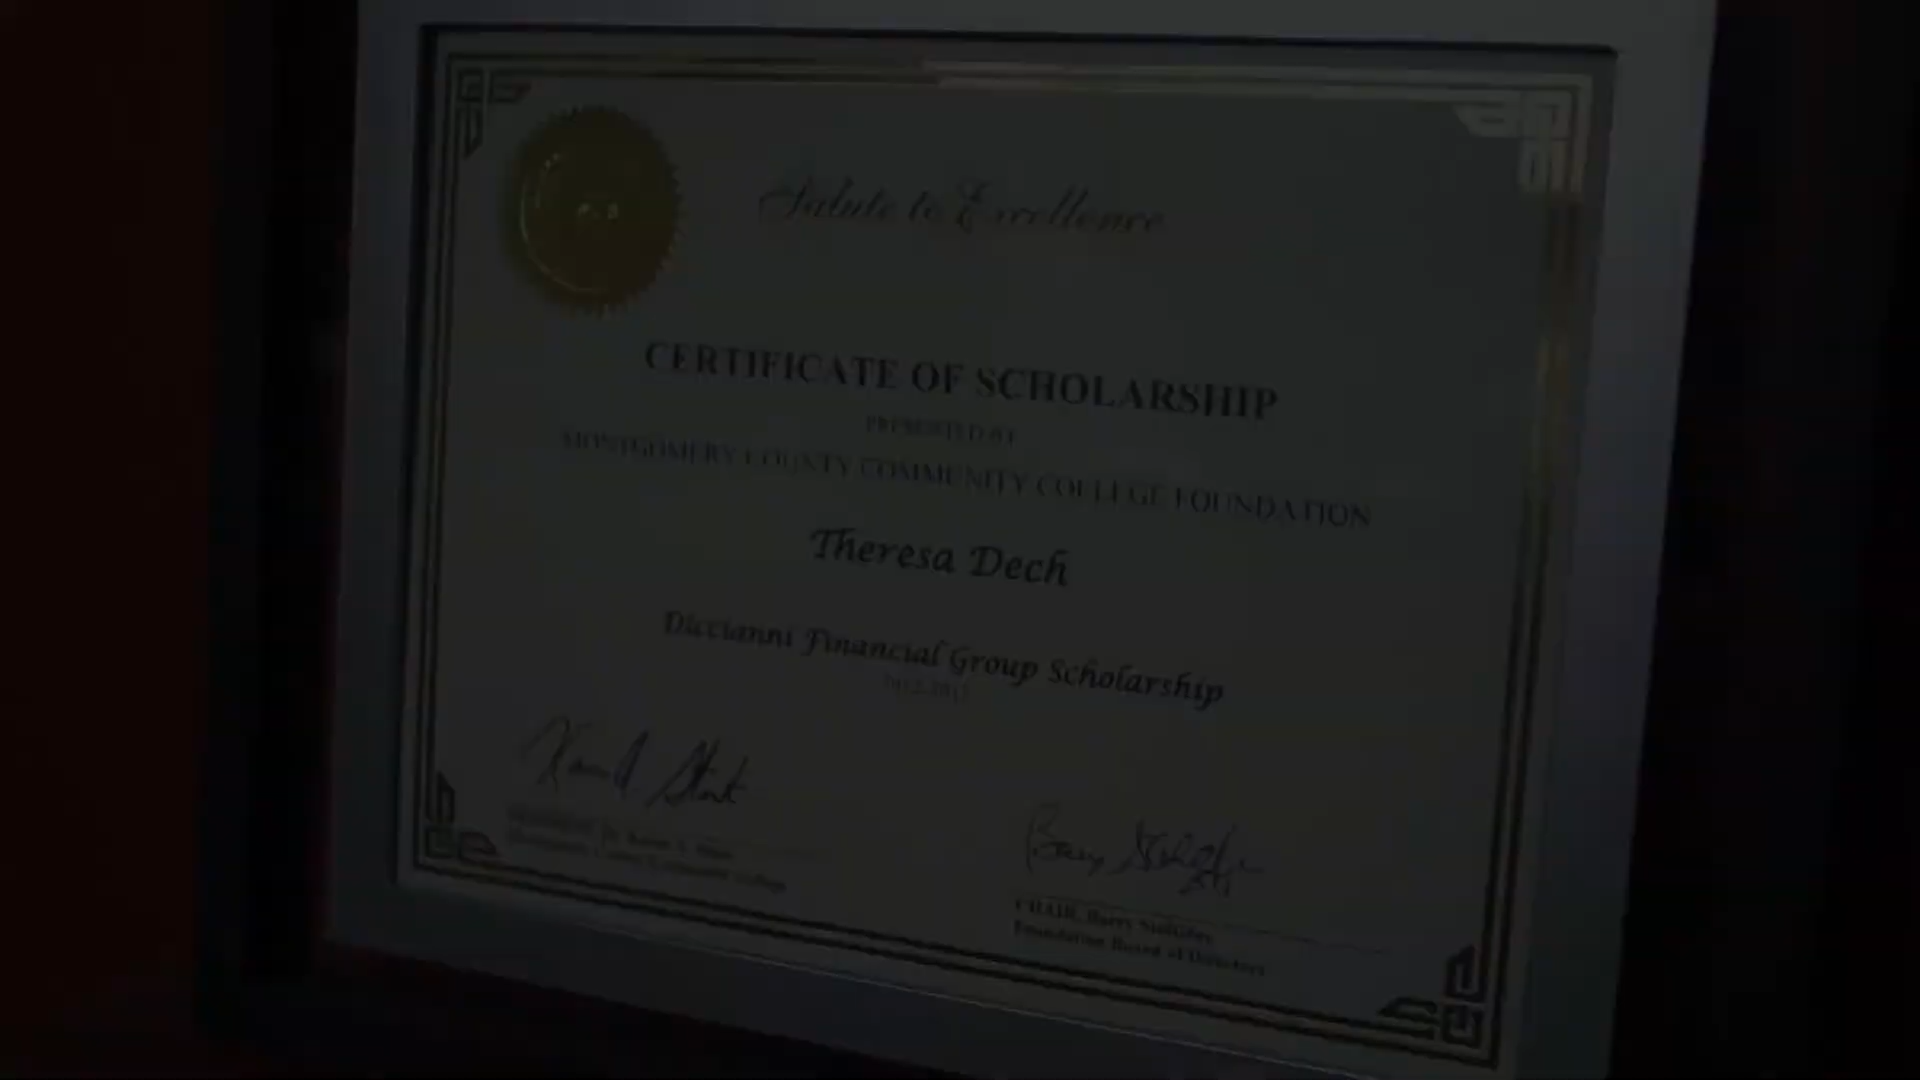 Salute to Excellence
CERTIFICATE OF SCHOLARSHIP
PRESENTED BY
MONTGOMERY COUNTY COMMUNITY COLLEGE FOUNDATION
Theresa Dech
Diccianni Financial Group Scholarship
CHAIR, Barry
Foundation Board of Directors